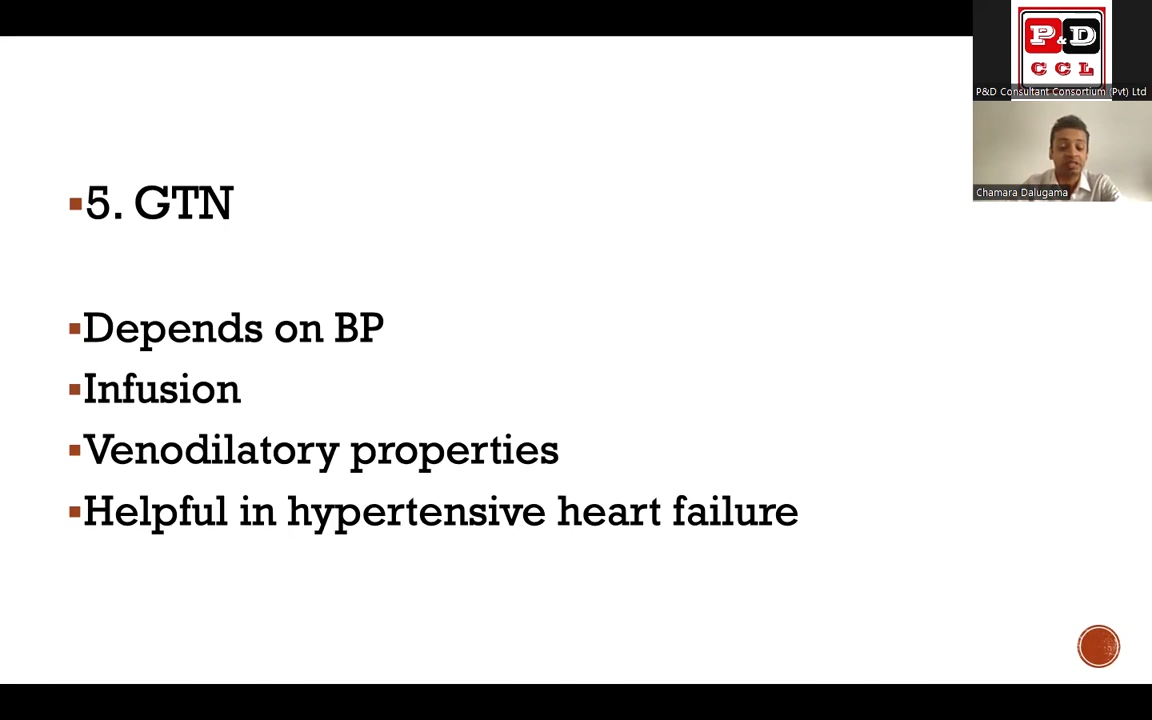 P&D
CCL
P&D Consultant Consortium (Pvt) Ltd
Chamara Dalugama
5. GTN
Depends on BP
Infusion
Venodilatory properties
Helpful in hypertensive heart failure